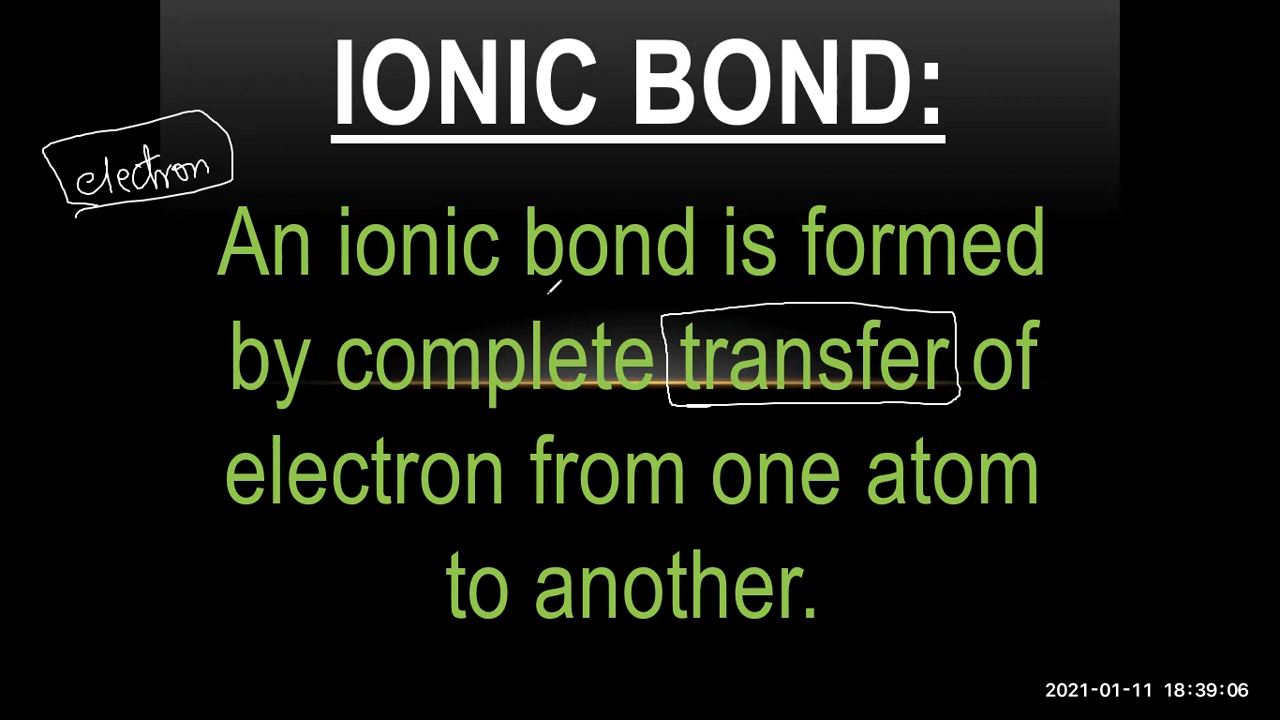 IONIC BOND:
electron
An ionic bond is formed
by complete transfer of
electron from one atom
to another.
2021-01-11 18:39:06